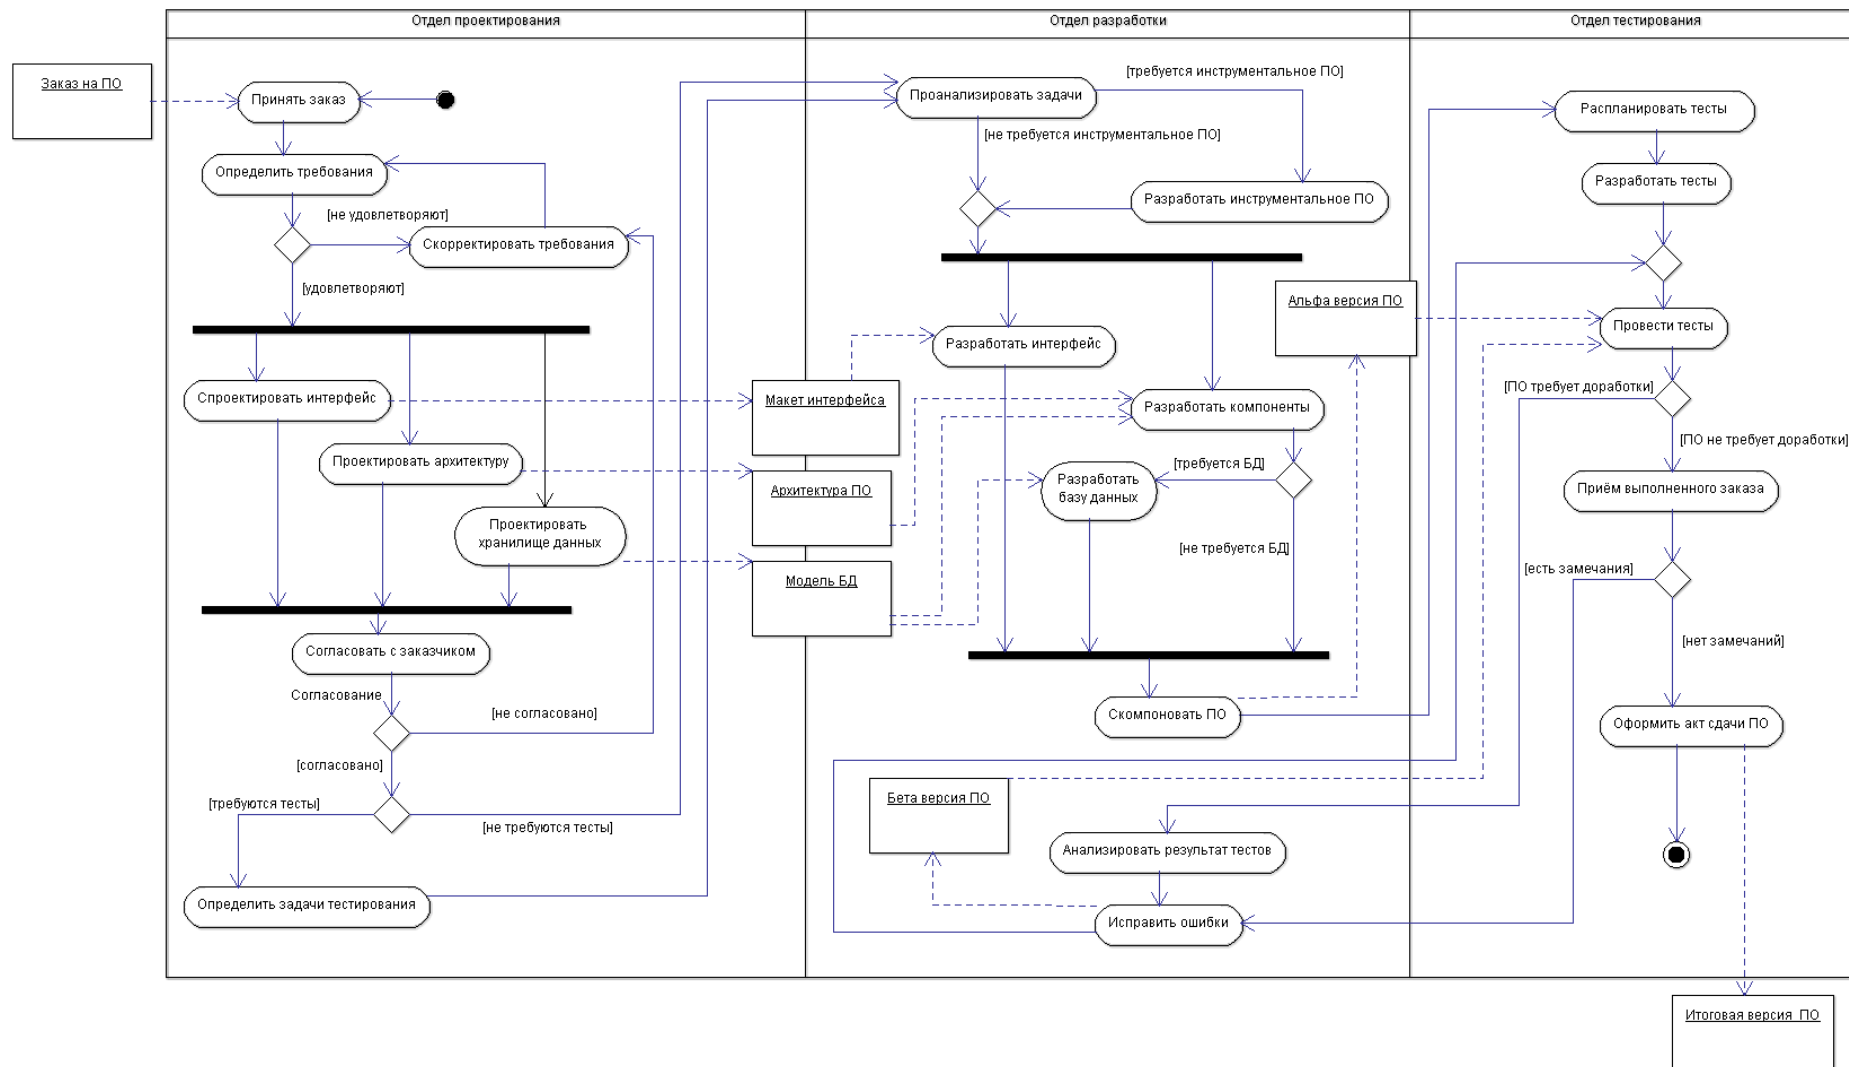 Отдел проектирования
Отдел разработки
Отдел тестирования
Заказ на ПО
Принять заказ
Определить требования
[не удовлетворяют]
Скорректировать требования
[удовлетворяют]
Спроектировать интерфейс
Проектировать архитектуру
Проектировать
хранилище данных
Согласовать с заказчиком
Согласование
[не согласовано]
[согласовано]
[требуются тесты]
[не требуются тесты]
Определить задачи тестирования
Макет интерфейса
Архитектура ПО
Модель БД
Проанализировать задачи
[требуется инструментальное ПО]
[не требуется инструментальное ПО]
Разработать инструментальное ПО
Разработать интерфейс
Разработать компоненты
[требуется БД]
Разработать
базу данных
[не требуется БД]
Скомпоновать ПО
Альфа версия ПО
Бета версия ПО
Анализировать результат тестов
Исправить ошибки
Распланировать тесты
Разработать тесты
Провести тесты
[ПО требует доработки]
[ПО не требует доработки]
Приём выполненного заказа
[есть замечания]
[нет замечаний]
Оформить акт сдачи ПО
Итоговая версия ПО